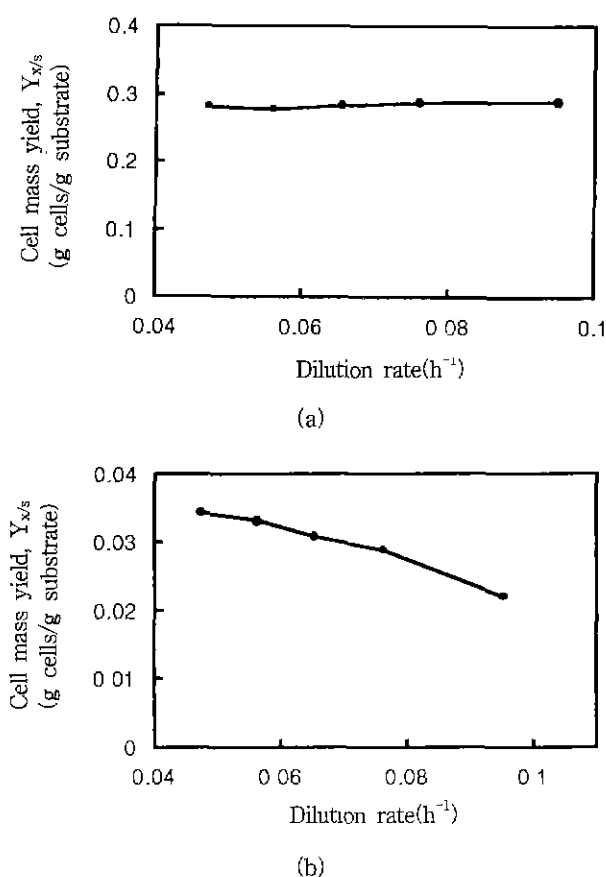 0.4
0.3
0.2
0.1
0
Cell mass yield, Yx/s
(g cells/g substrate)
0.04 0.06 0 08 0.1
Dilution rate(h⁻¹)
(a)
0.04
0.03
0.02
0 01
0
Cell mass yield, Yx/s
(g cells/g substrate)
0.04 0 06 0.08 0 1
Dilution rate(h⁻¹)
(b)